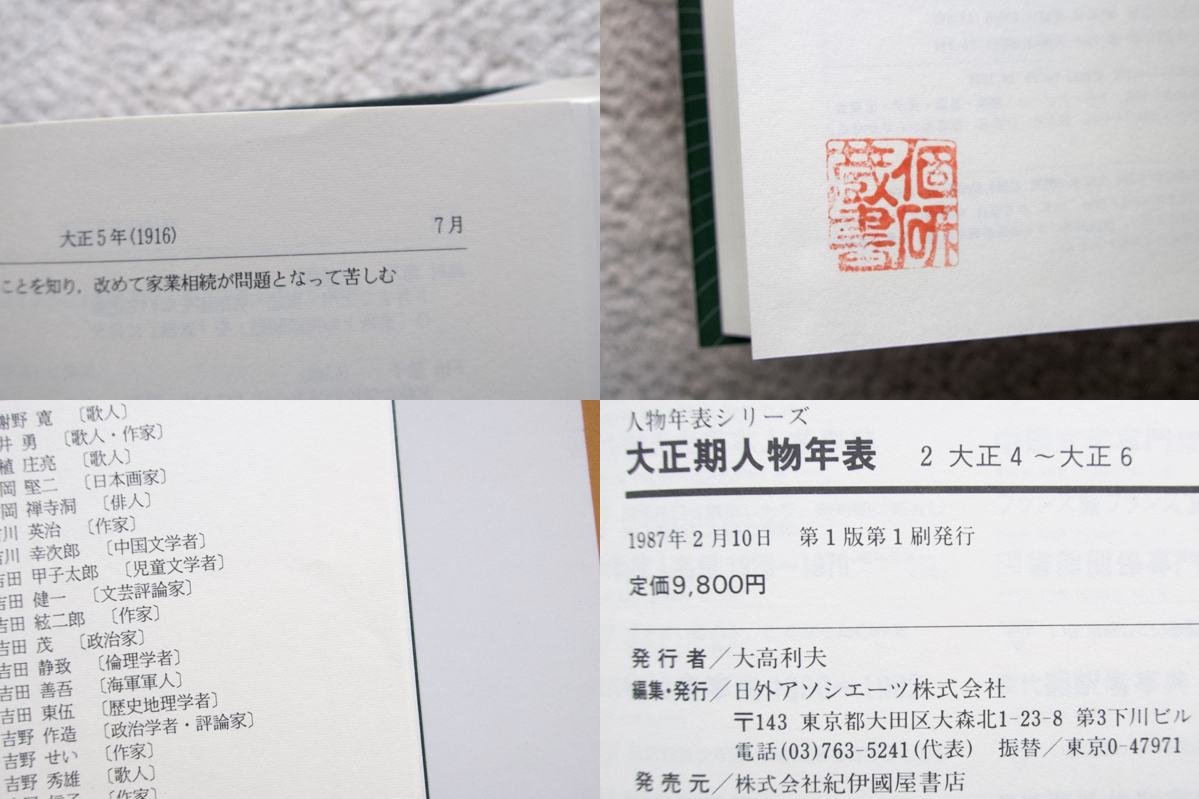 大正5年(1916)　7月
ことを知り，改めて家業相続が問題となって苦しむ
個研
蔵書
謝野 寛　〔歌人〕
井 勇　〔歌人・作家〕
植 庄亮　〔歌人〕
岡 堅二　〔日本画家〕
岡 禅寺洞　〔俳人〕
吉川 英治　〔作家〕
吉川 幸次郎　〔中国文学者〕
吉田 甲子太郎　〔児童文学者〕
吉田 健一　〔文芸評論家〕
吉田 絃二郎　〔作家〕
吉田 茂　〔政治家〕
吉田 静致　〔倫理学者〕
吉田 善吾　〔海軍軍人〕
吉田 東伍　〔歴史地理学者〕
吉野 作造　〔政治学者・評論家〕
吉野 せい　〔作家〕
吉野 秀雄　〔歌人〕
信子　〔作家〕
人物年表シリーズ
大正期人物年表　2 大正4～大正6
1987年2月10日　第1版第1刷発行
定価9,800円
発行者／大高利夫
編集・発行／日外アソシエーツ株式会社
〒143 東京都大田区大森北1-23-8 第3下川ビル
電話(03)763-5241(代表)　振替／東京0-47971
発売元／株式会社紀伊國屋書店